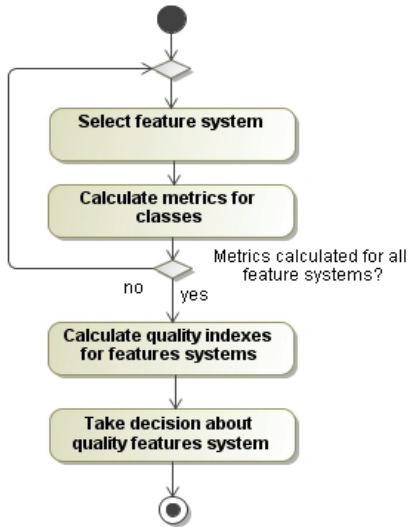 Select feature system
Calculate metrics for
classes
Metrics calculated for all
feature systems?
no
yes
Calculate quality indexes
for features systems
Take decision about
quality features system